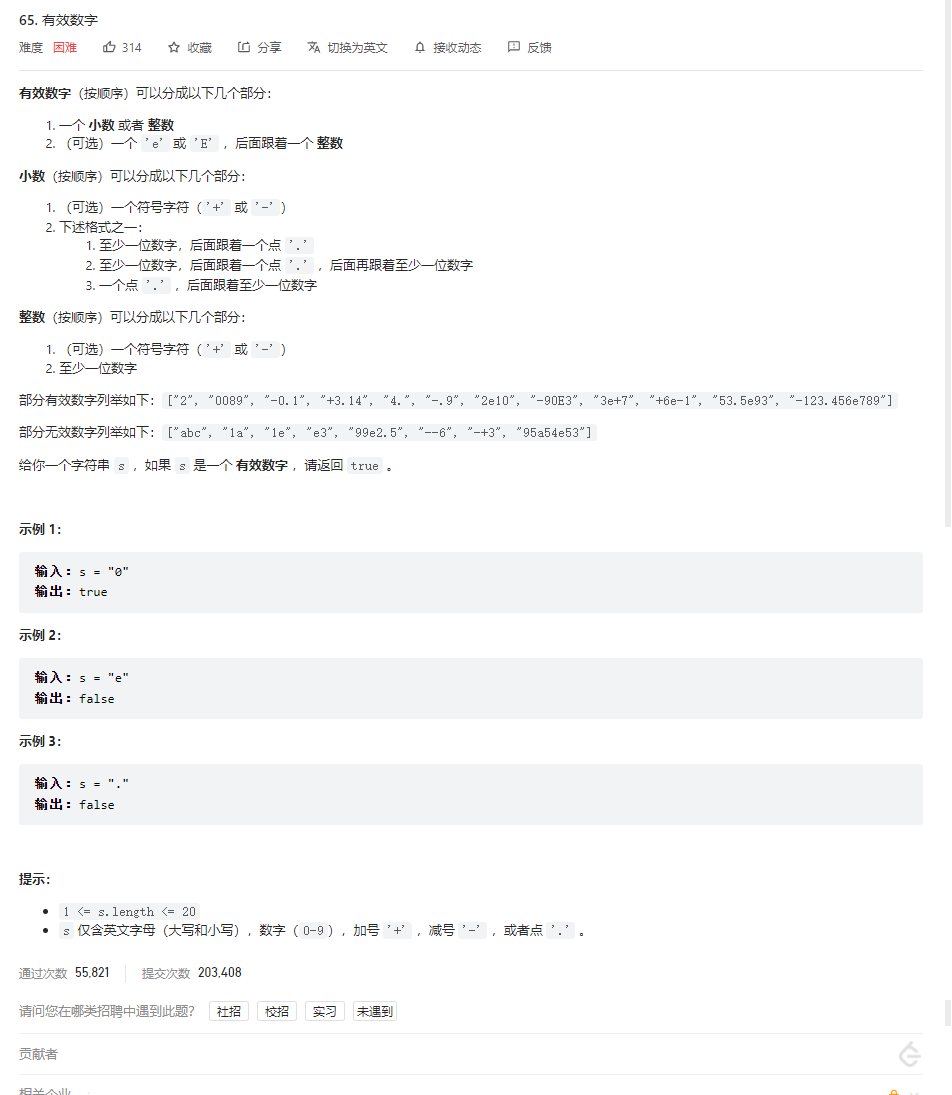 65. 有效数字
难度 困难 314 收藏 分享 切换为英文 接收动态 反馈
有效数字（按顺序）可以分成以下几个部分：
1. 一个 小数 或者 整数
2. （可选）一个 'e' 或 'E' ，后面跟着一个 整数
小数（按顺序）可以分成以下几个部分：
1. （可选）一个符号字符（'+' 或 '-'）
2. 下述格式之一：
1. 至少一位数字，后面跟着一个点 '.'
2. 至少一位数字，后面跟着一个点 '.' ，后面再跟着至少一位数字
3. 一个点 '.' ，后面跟着至少一位数字
整数（按顺序）可以分成以下几个部分：
1. （可选）一个符号字符（'+' 或 '-'）
2. 至少一位数字
部分有效数字列举如下：["2", "0089", "-0.1", "+3.14", "4.", "-.9", "2e10", "-90E3", "3e+7", "+6e-1", "53.5e93", "-123.456e789"]
部分无效数字列举如下：["abc", "1a", "1e", "e3", "99e2.5", "--6", "-+3", "95a54e53"]
给你一个字符串 s ，如果 s 是一个 有效数字 ，请返回 true 。
示例 1：
输入：s = "0"
输出：true
示例 2：
输入：s = "e"
输出：false
示例 3：
输入：s = "."
输出：false
提示：
1 <= s.length <= 20
s 仅含英文字母（大写和小写），数字（0-9），加号 '+' ，减号 '-' ，或者点 '.' 。
通过次数 55,821 提交次数 203,408
请问您在哪类招聘中遇到此题？ 社招 校招 实习 未遇到
贡献者
相关企业